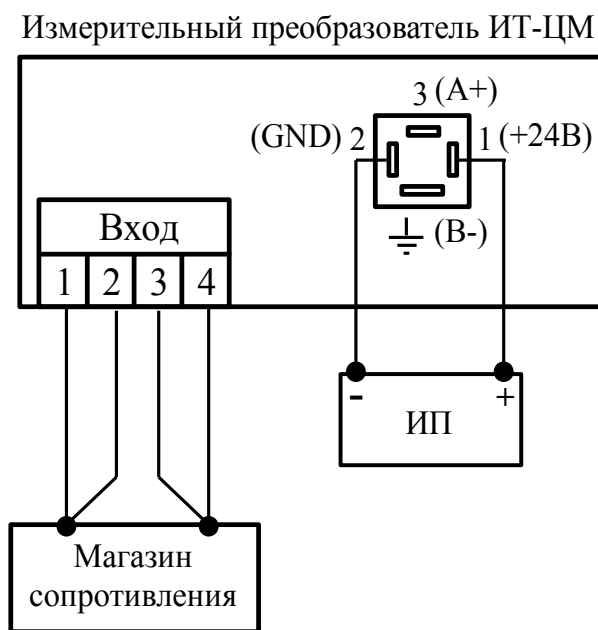 Измерительный преобразователь ИТ-ЦМ
3 (А+)
(GND) 2
1 (+24В)
(В-)
Вход
1 2 3 4
- +
ИП
Магазин
сопротивления